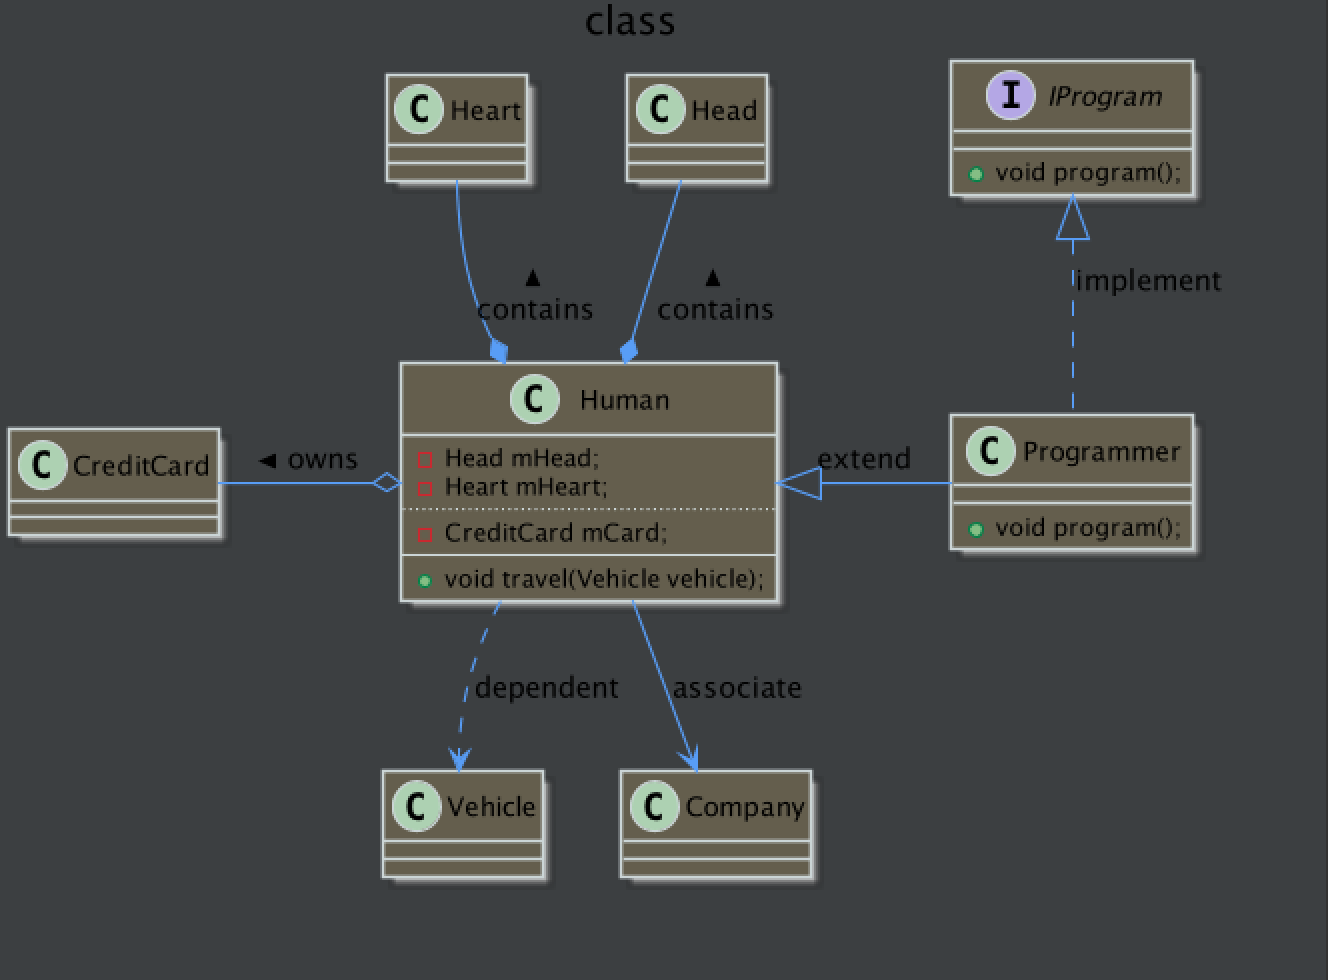 class
C Heart
C Head
I IProgram
void program();
▲
contains
▲
contains
implement
C Human
Head mHead;
Heart mHeart;
CreditCard mCard;
void travel(Vehicle vehicle);
C CreditCard
◄ owns
extend
C Programmer
void program();
dependent
associate
C Vehicle
C Company